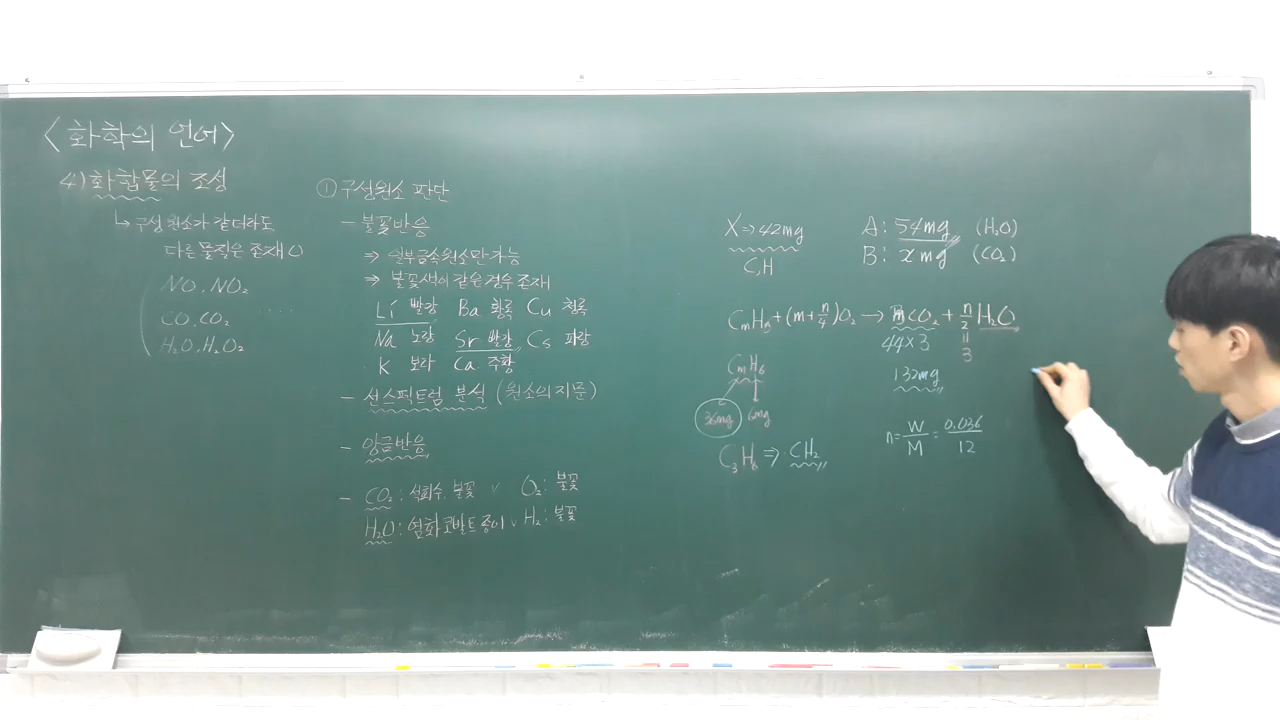 <화학의 언어>
4) 화합물의 조성
↳ 구성 원소가 같더라도
다른 물질은 존재 O
NO, NO₂
CO, CO₂ ....
H₂O, H₂O₂
① 구성원소 판단
- 불꽃반응
⇒ 일부금속원소만 가능
⇒ 불꽃색이 같은 경우 존재
Li 빨강 Ba 황록 Cu 청록
Na 노랑 Sr 빨강 Cs 파랑
K 보라 Ca 주황
- 선스펙트럼 분석 (원소의 지문)
- 앙금반응
- CO₂ : 석회수, 불꽃 ✓ O₂ : 불꽃
H₂O : 염화코발트 종이 ✓ H₂ : 불꽃
X ⇒ 42mg
C, H
A : 54mg (H₂O)
B : x mg (CO₂)
CmHn + (m + n/4)O₂ → mCO₂ + n/2 H₂O
44×3
॥
3
132mg
CmH6
36mg 6mg
C₃H₆ ⇒ CH₂
n = W/M = 0.036/12